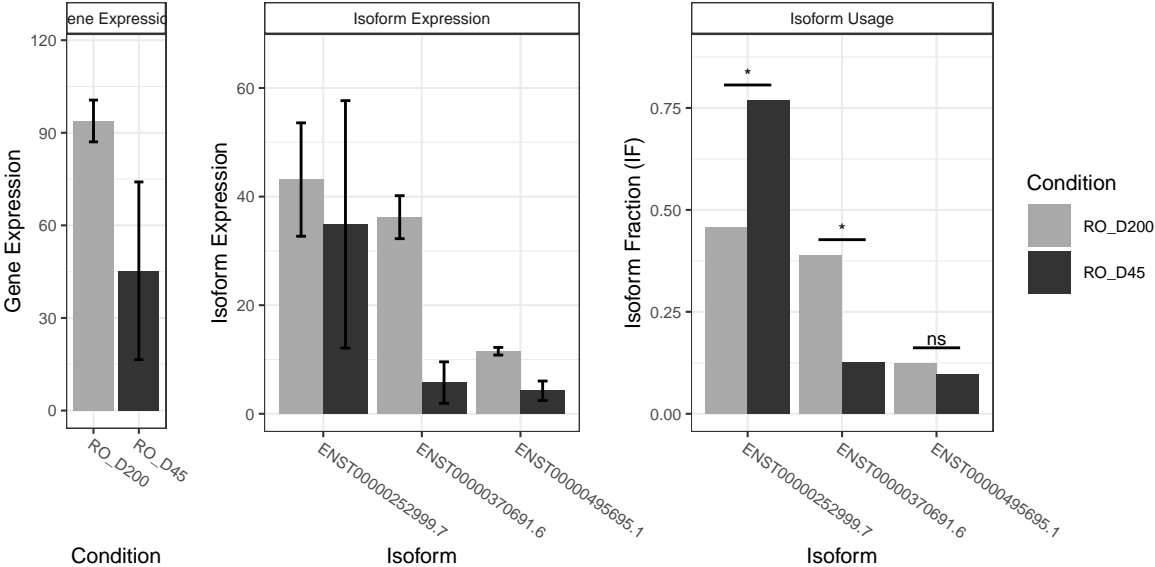 ene Expressio
Isoform Expression
Isoform Usage
Gene Expression
120
90
60
30
0
RO_D200
RO_D45
Condition
Isoform Expression
60
40
20
0
ENST00000252999.7
ENST00000370691.6
ENST00000495695.1
Isoform
Isoform Fraction (IF)
0.75
0.50
0.25
0.00
*
*
ns
ENST00000252999.7
ENST00000370691.6
ENST00000495695.1
Isoform
Condition
RO_D200
RO_D45